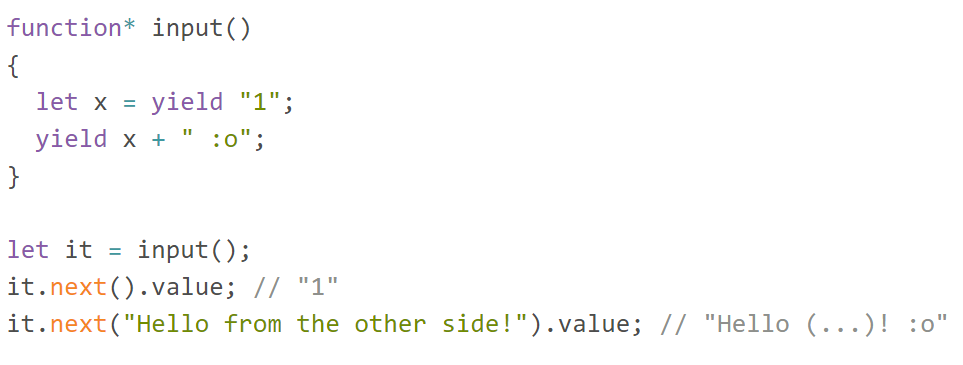 function* input()
{
  let x = yield "1";
  yield x + " :o";
}

let it = input();
it.next().value; // "1"
it.next("Hello from the other side!").value; // "Hello (...)! :o"